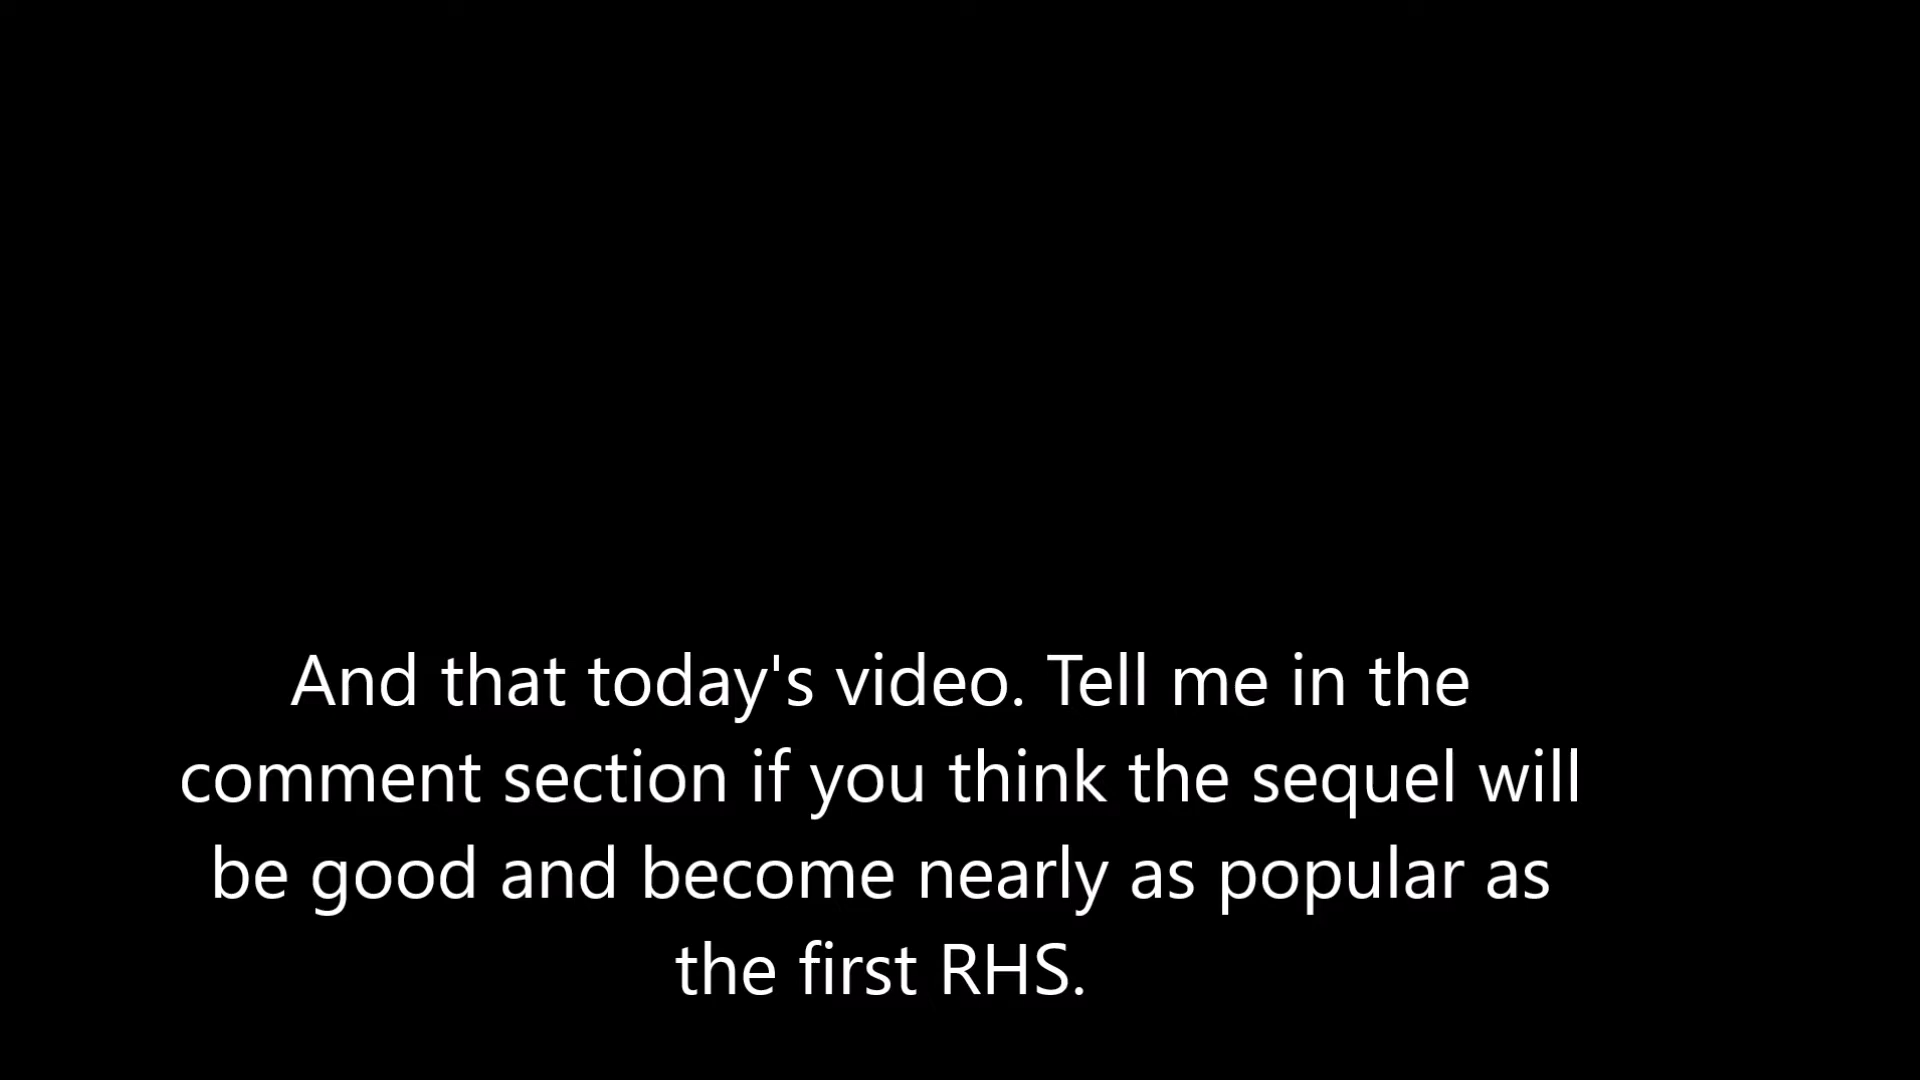 And that today's video. Tell me in the
comment section if you think the sequel will
be good and become nearly as popular as
the first RHS.